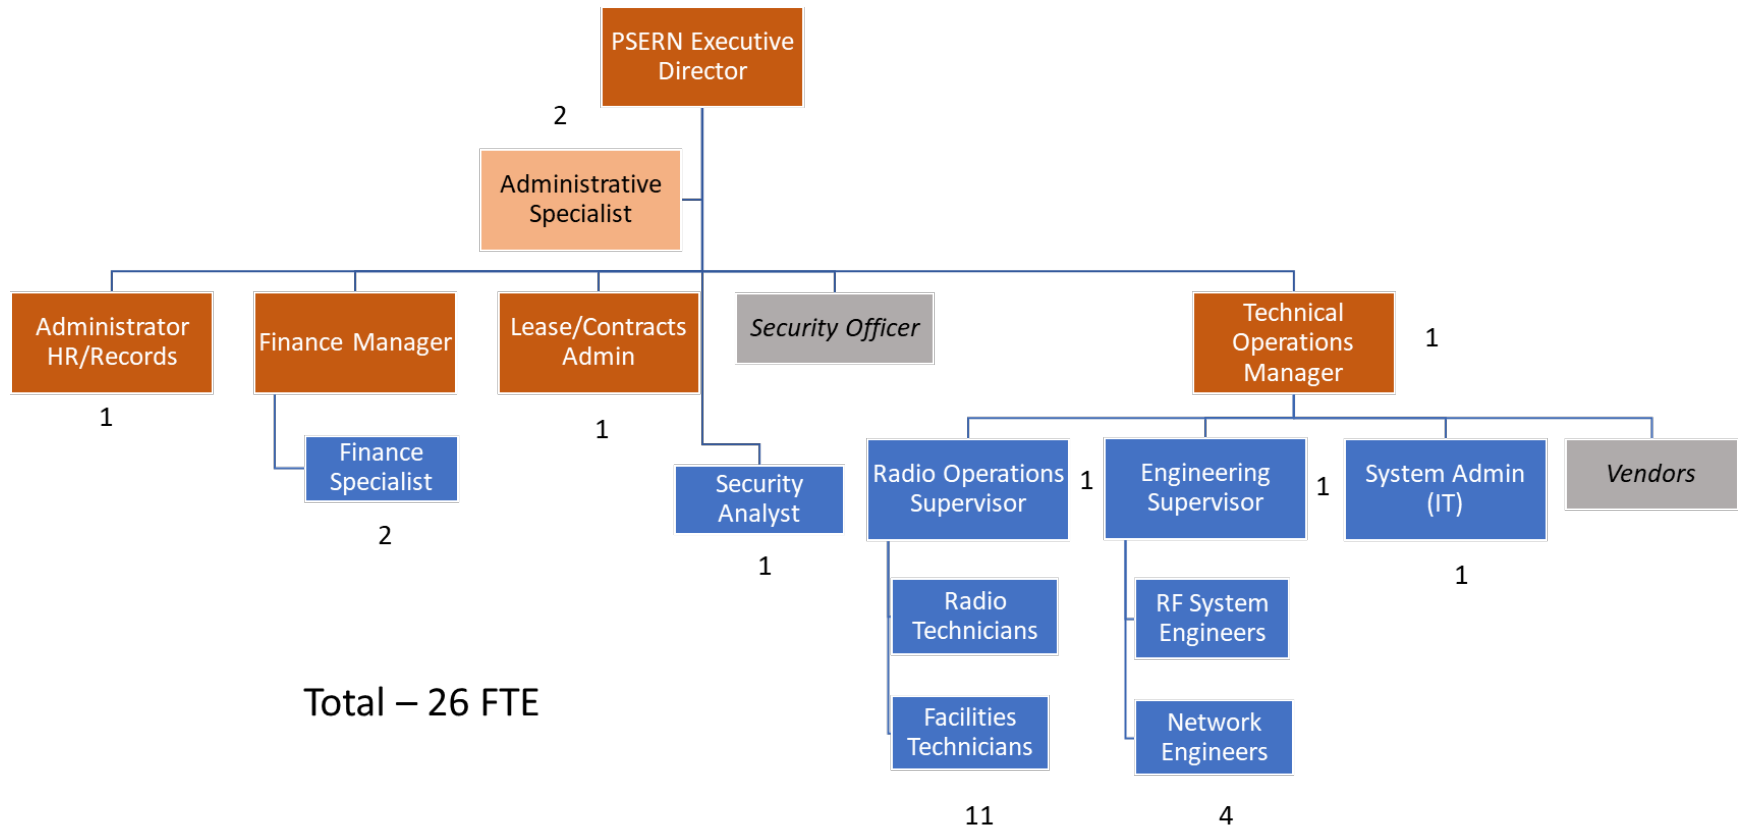 PSERN Executive
Director
2
Administrative
Specialist
Administrator
HR/Records
1
Finance Manager
Finance
Specialist
2
Lease/Contracts
Admin
1
Security Officer
Security
Analyst
1
Technical
Operations
Manager
1
Radio Operations
Supervisor
1
Engineering
Supervisor
1
System Admin
(IT)
1
Vendors
Radio
Technicians
Facilities
Technicians
11
RF System
Engineers
Network
Engineers
4
Total – 26 FTE